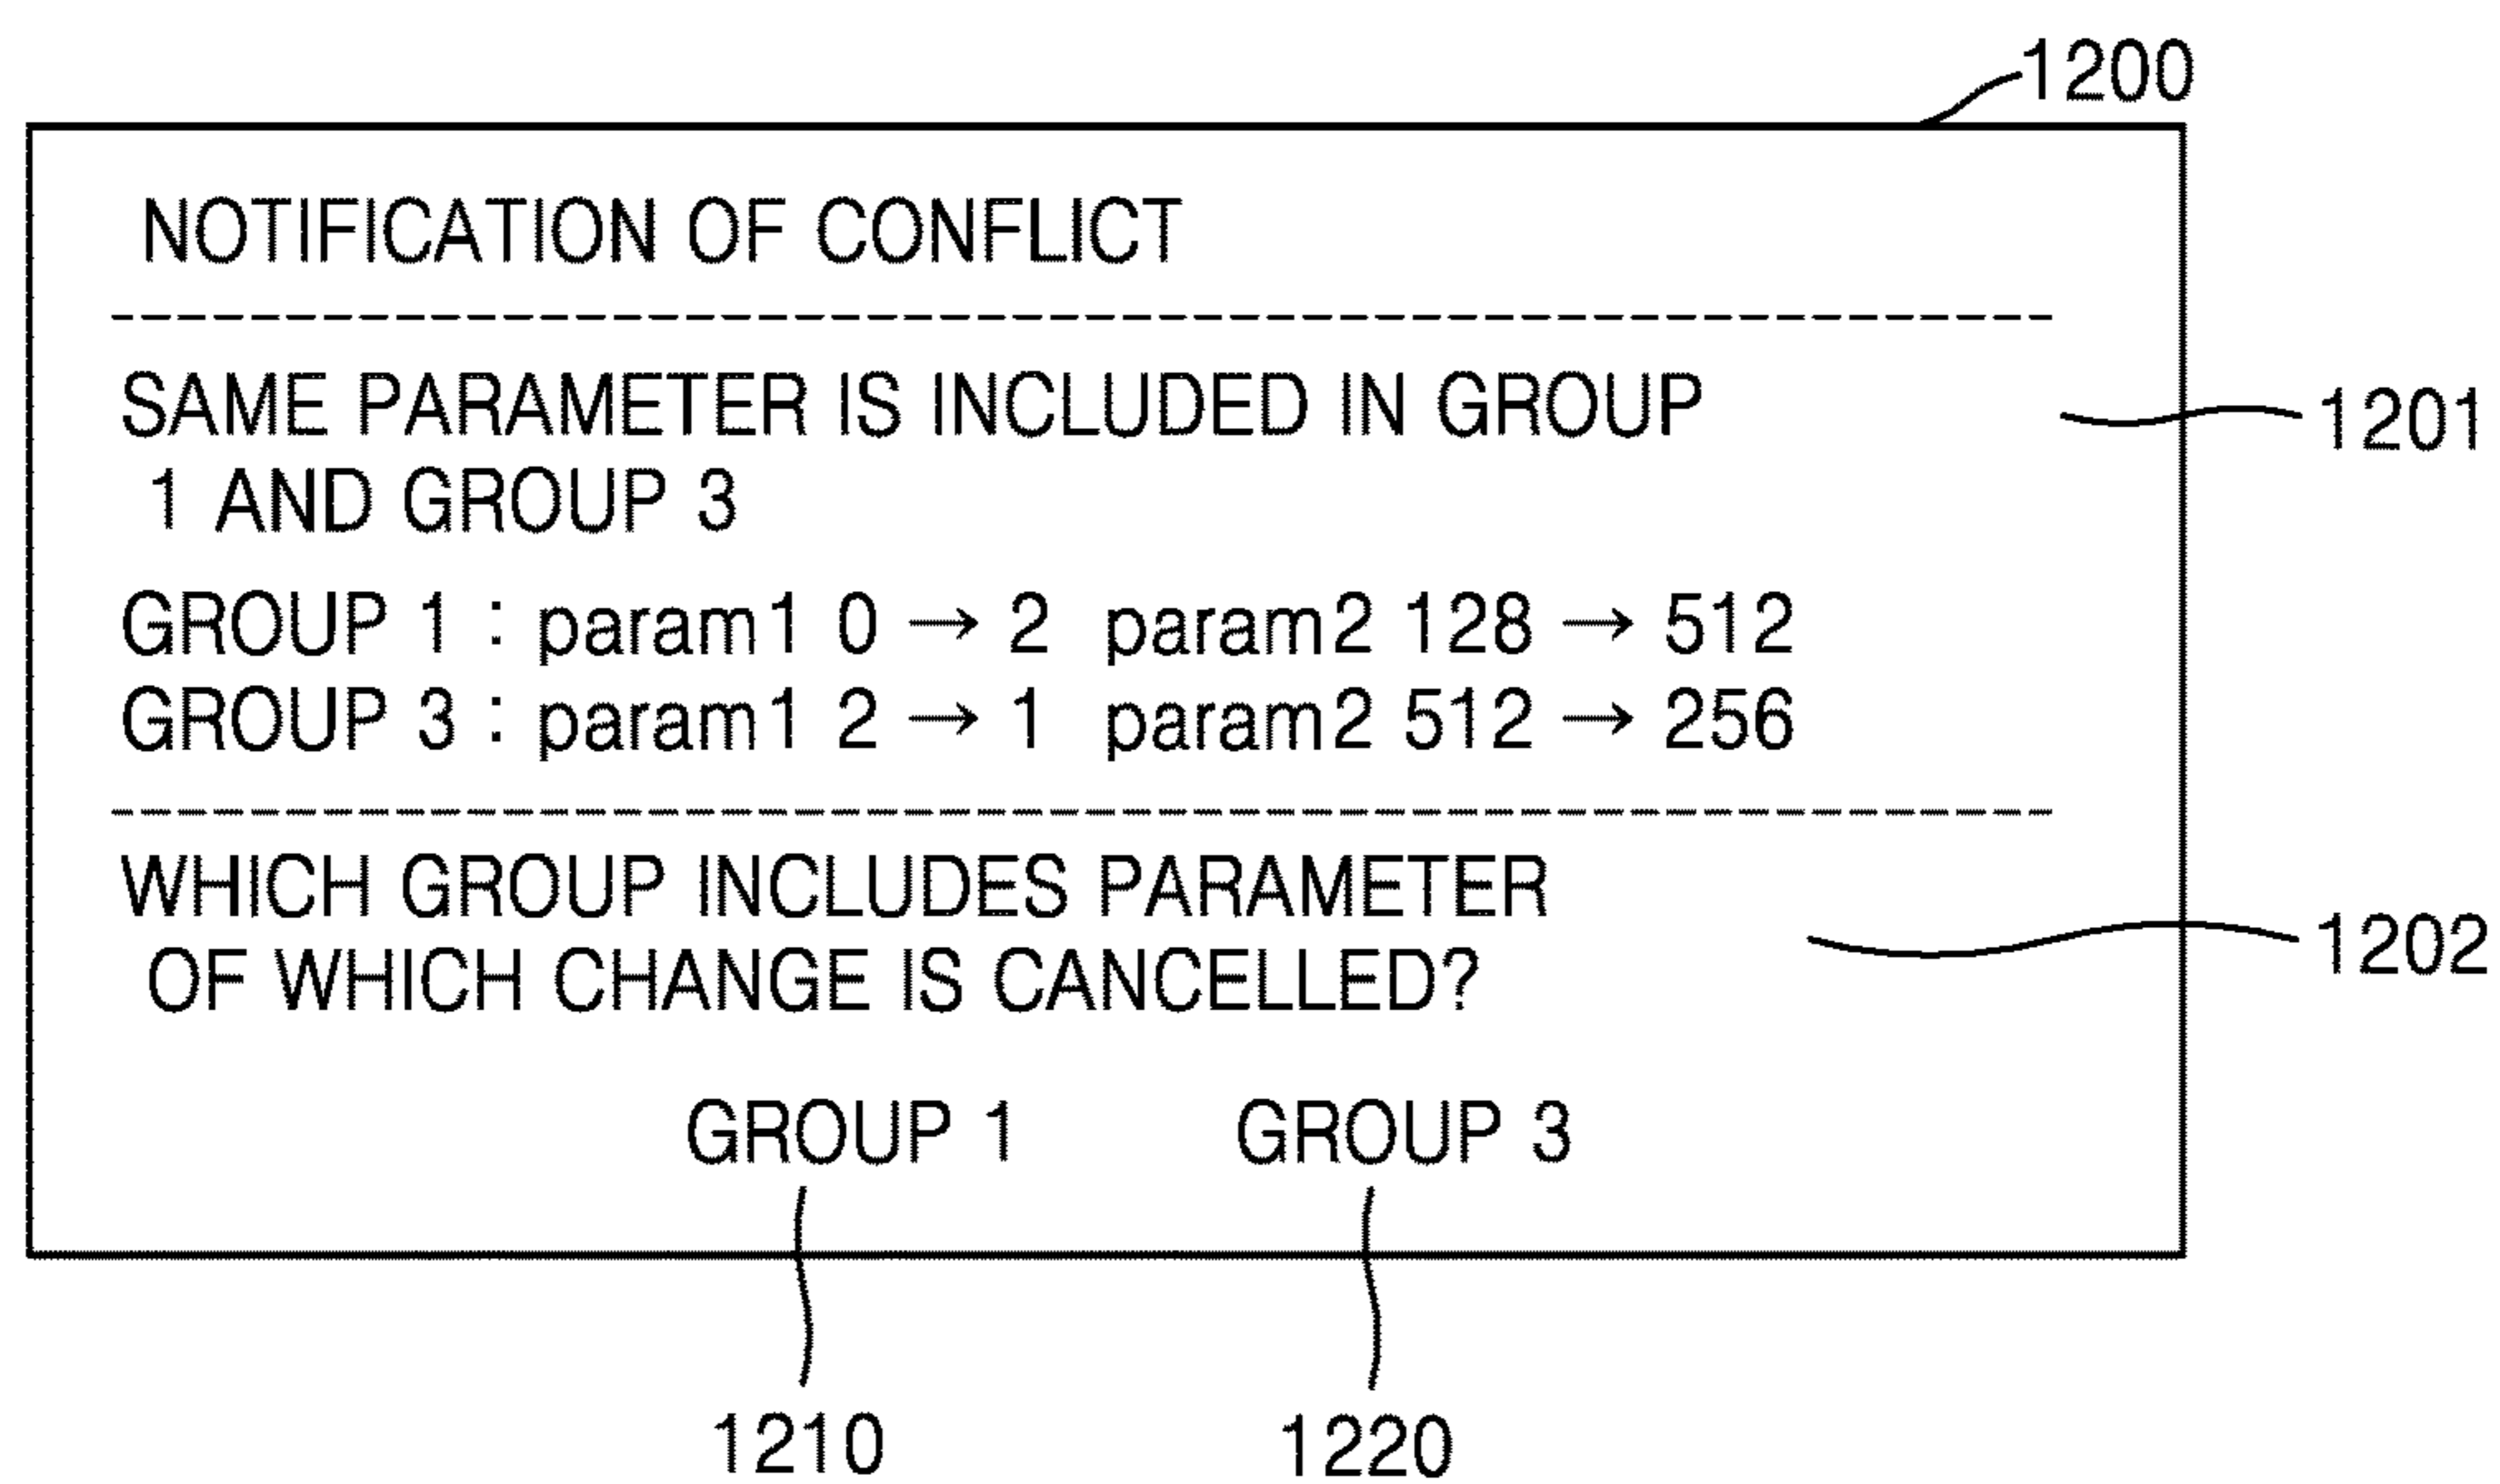 1200
NOTIFICATION OF CONFLICT
SAME PARAMETER IS INCLUDED IN GROUP
1 AND GROUP 3
1201
GROUP 1 : param1 0 → 2 param2 128 → 512
GROUP 3 : param1 2 → 1 param2 512 → 256
WHICH GROUP INCLUDES PARAMETER
OF WHICH CHANGE IS CANCELLED?
1202
GROUP 1 GROUP 3
1210 1220